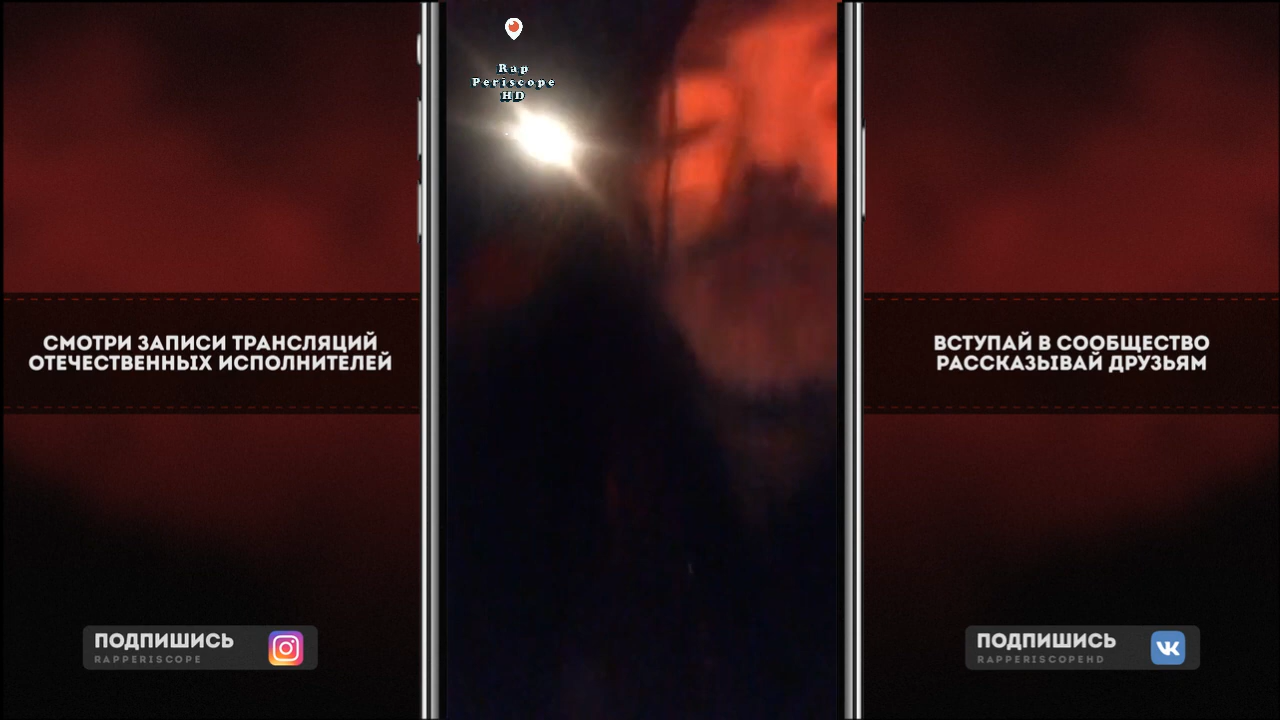 Rap
Periscope
HD
СМОТРИ ЗАПИСИ ТРАНСЛЯЦИЙ
ОТЕЧЕСТВЕННЫХ ИСПОЛНИТЕЛЕЙ
ВСТУПАЙ В СООБЩЕСТВО
РАССКАЗЫВАЙ ДРУЗЬЯМ
ПОДПИШИСЬ
RAPPERISCOPE
ПОДПИШИСЬ
RAPPERISCOPEHD